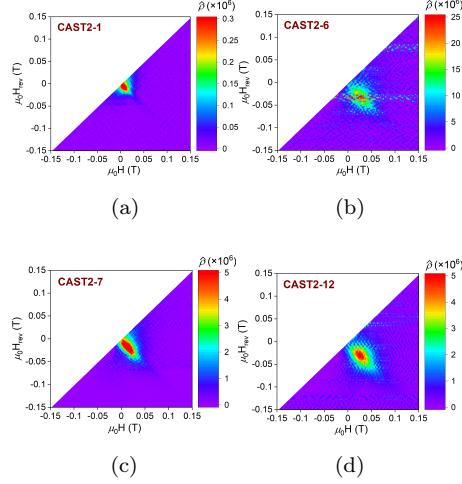 ρ̂ (×10⁶)
CAST2-1
0.15
0.1
0.05
0
-0.05
-0.1
-0.15
μ₀Hrev (T)
-0.15 -0.1 -0.05 0 0.05 0.1 0.15
μ₀H (T)
0.3
0.25
0.2
0.15
0.1
0.05
0
(a)
ρ̂ (×10⁶)
CAST2-6
0.15
0.1
0.05
0
-0.05
-0.1
-0.15
μ₀Hrev (T)
-0.15 -0.1 -0.05 0 0.05 0.1 0.15
μ₀H (T)
25
20
15
10
5
0
(b)
ρ̂ (×10⁶)
CAST2-7
0.15
0.1
0.05
0
-0.05
-0.1
-0.15
μ₀Hrev (T)
-0.15 -0.1 -0.05 0 0.05 0.1 0.15
μ₀H (T)
5
4
3
2
1
0
(c)
ρ̂ (×10⁶)
CAST2-12
0.15
0.1
0.05
0
-0.05
-0.1
-0.15
μ₀Hrev (T)
-0.15 -0.1 -0.05 0 0.05 0.1 0.15
μ₀H (T)
5
4
3
2
1
0
(d)